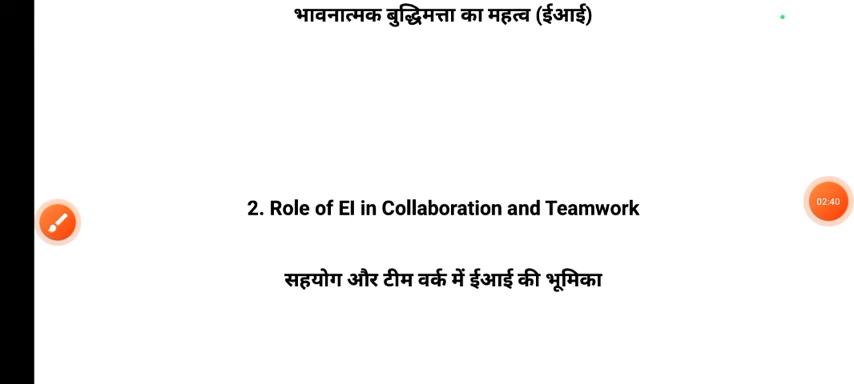 भावनात्मक बुद्धिमत्ता का महत्व (ईआई)
2. Role of EI in Collaboration and Teamwork
02:40
सहयोग और टीम वर्क में ईआई की भूमिका